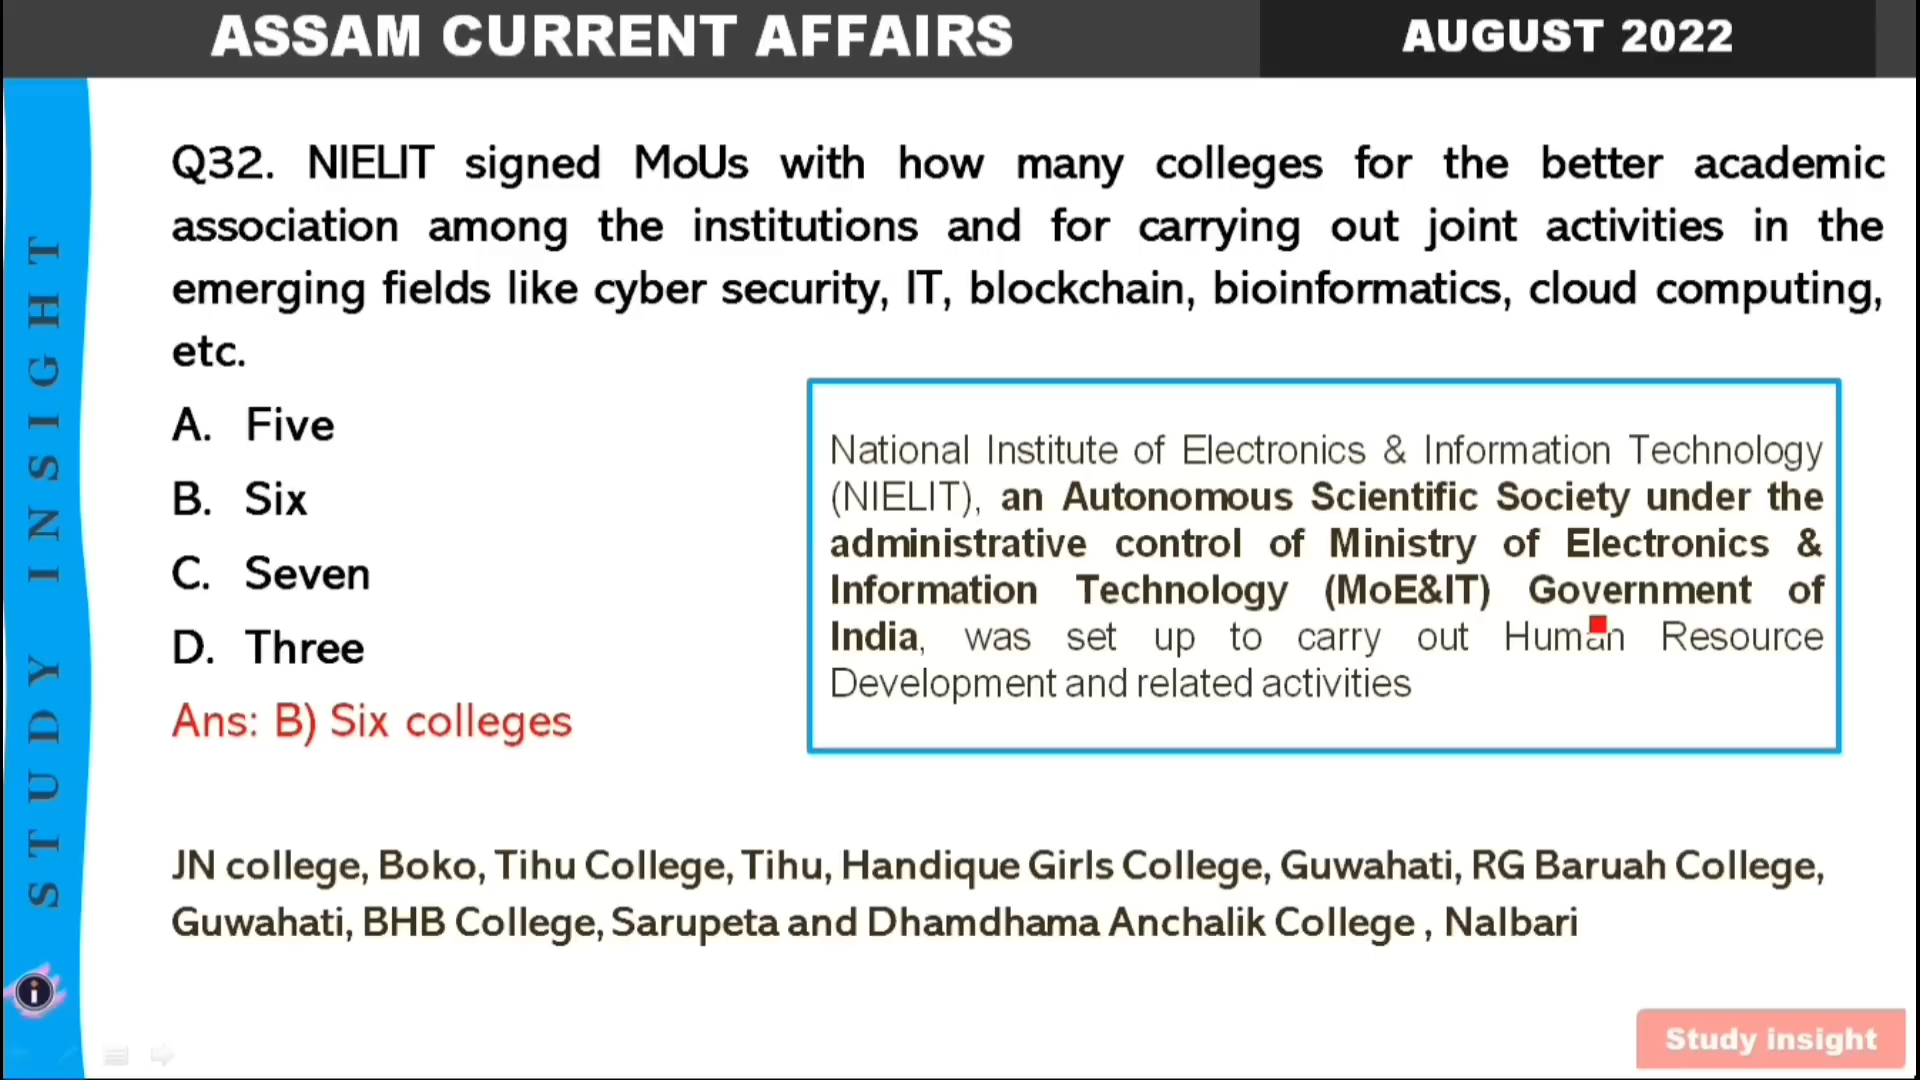 ASSAM CURRENT AFFAIRS
AUGUST 2022
STUDY INSIGHT
Q32. NIELIT signed MoUs with how many colleges for the better academic
association among the institutions and for carrying out joint activities in the
emerging fields like cyber security, IT, blockchain, bioinformatics, cloud computing,
etc.
A. Five
B. Six
C. Seven
D. Three
Ans: B) Six colleges
National Institute of Electronics & Information Technology
(NIELIT), an Autonomous Scientific Society under the
administrative control of Ministry of Electronics &
Information Technology (MoE&IT) Government of
India, was set up to carry out Human Resource
Development and related activities
JN college, Boko, Tihu College, Tihu, Handique Girls College, Guwahati, RG Baruah College,
Guwahati, BHB College, Sarupeta and Dhamdhama Anchalik College , Nalbari
i
Study insight